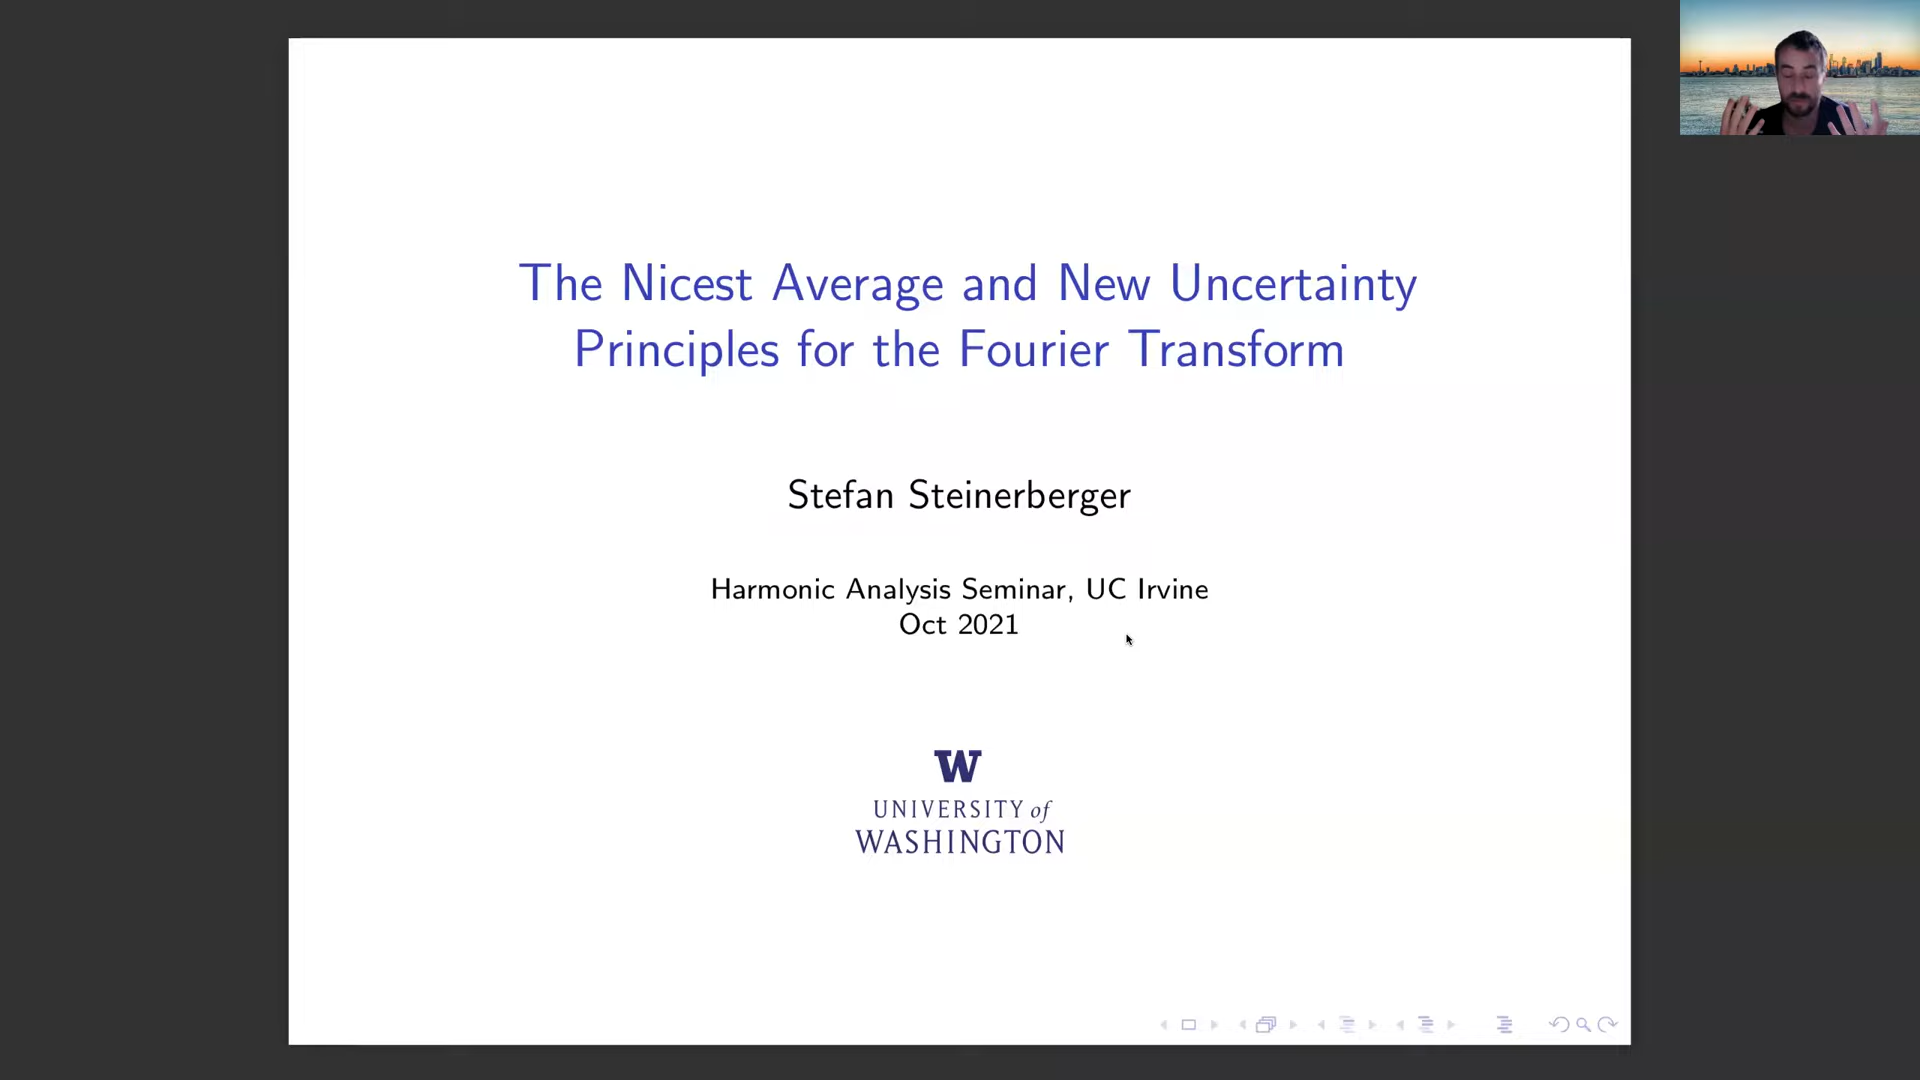 The Nicest Average and New Uncertainty
Principles for the Fourier Transform
Stefan Steinerberger
Harmonic Analysis Seminar, UC Irvine
Oct 2021
W
UNIVERSITY of
WASHINGTON